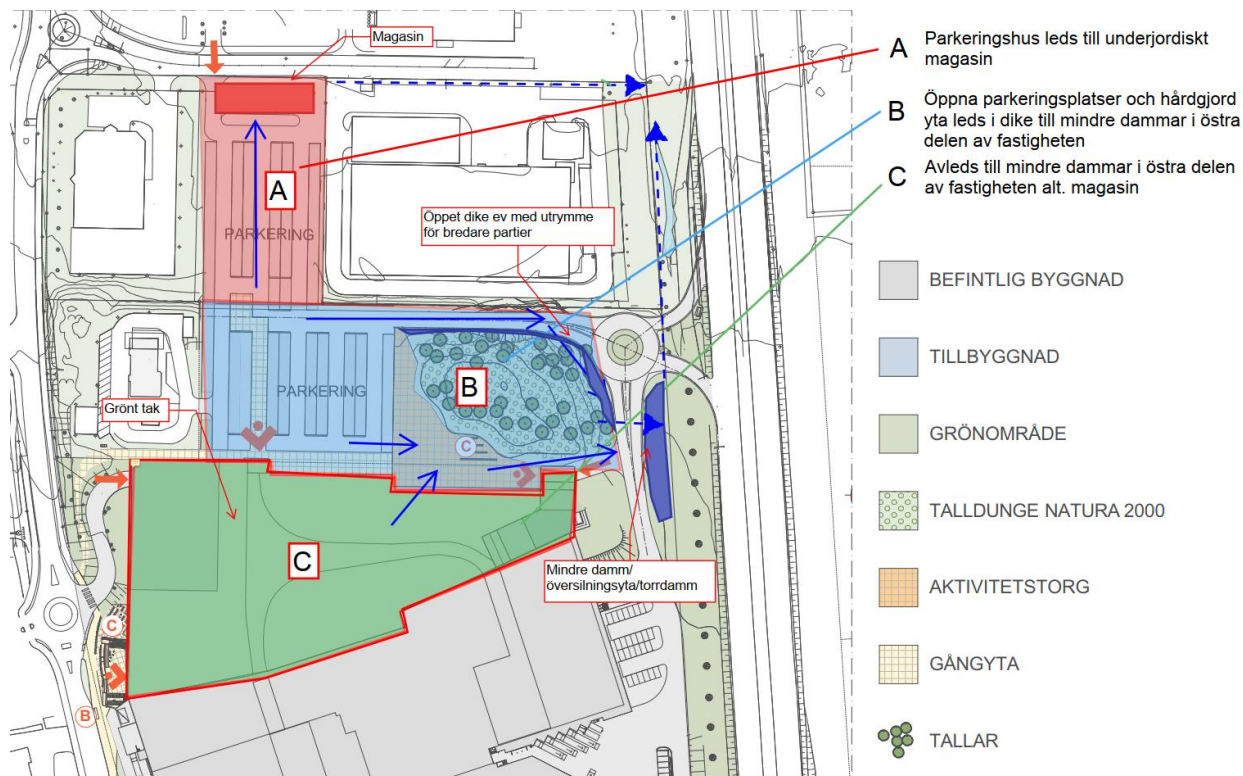 Magasin
A
PARKERING
Öppet dike ev med utrymme
för bredare partier
B
PARKERING
Grönt tak
C
C
Mindre damm/
översilningsyta/torrdamm
C
B
A
Parkeringshus leds till underjordiskt
magasin
B
Öppna parkeringsplatser och hårdgjord
yta leds i dike till mindre dammar i östra
delen av fastigheten
C
Avleds till mindre dammar i östra delen
av fastigheten alt. magasin
BEFINTLIG BYGGNAD
TILLBYGGNAD
GRÖNOMRÅDE
TALLDUNGE NATURA 2000
AKTIVITETSTORG
GÅNGYTA
TALLAR